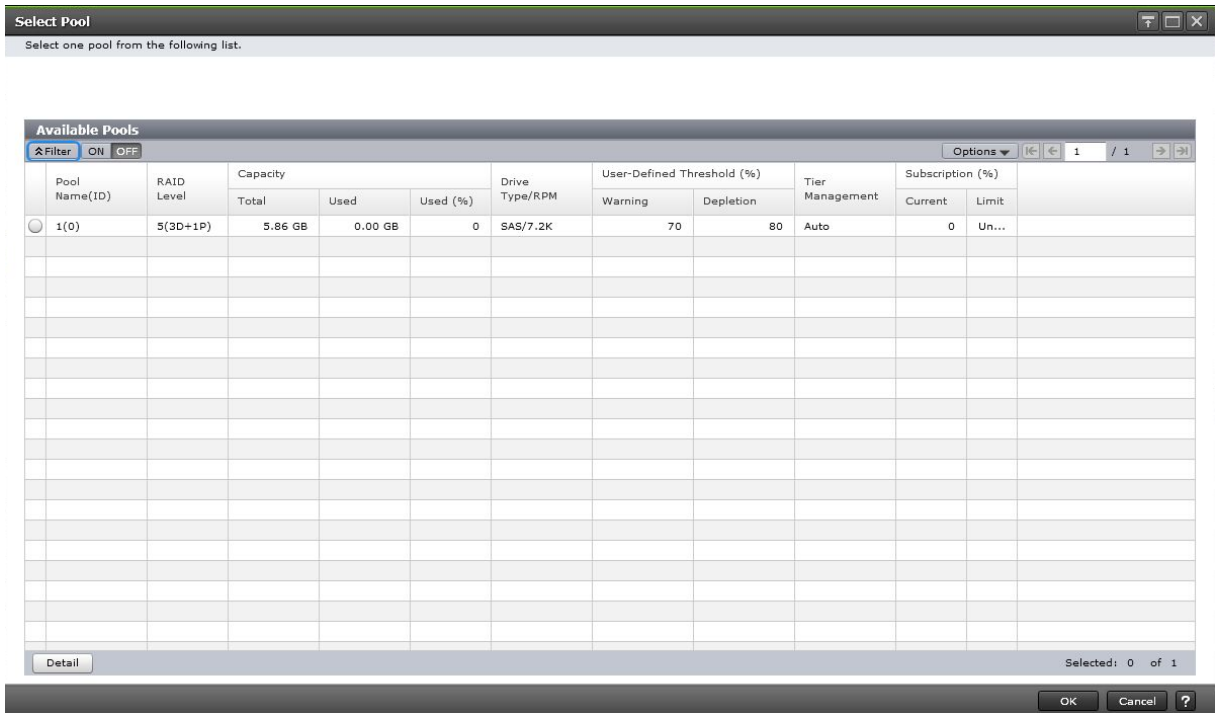 Select Pool
Select one pool from the following list.
Available Pools
Filter ON OFF Options 1 / 1
Pool Name(ID) RAID Level Capacity Drive Type/RPM User-Defined Threshold (%) Tier Management Subscription (%)
Total Used Used (%) Warning Depletion Current Limit
1(0) 5(3D+1P) 5.86 GB 0.00 GB 0 SAS/7.2K 70 80 Auto 0 Un...
Detail Selected: 0 of 1
OK Cancel ?